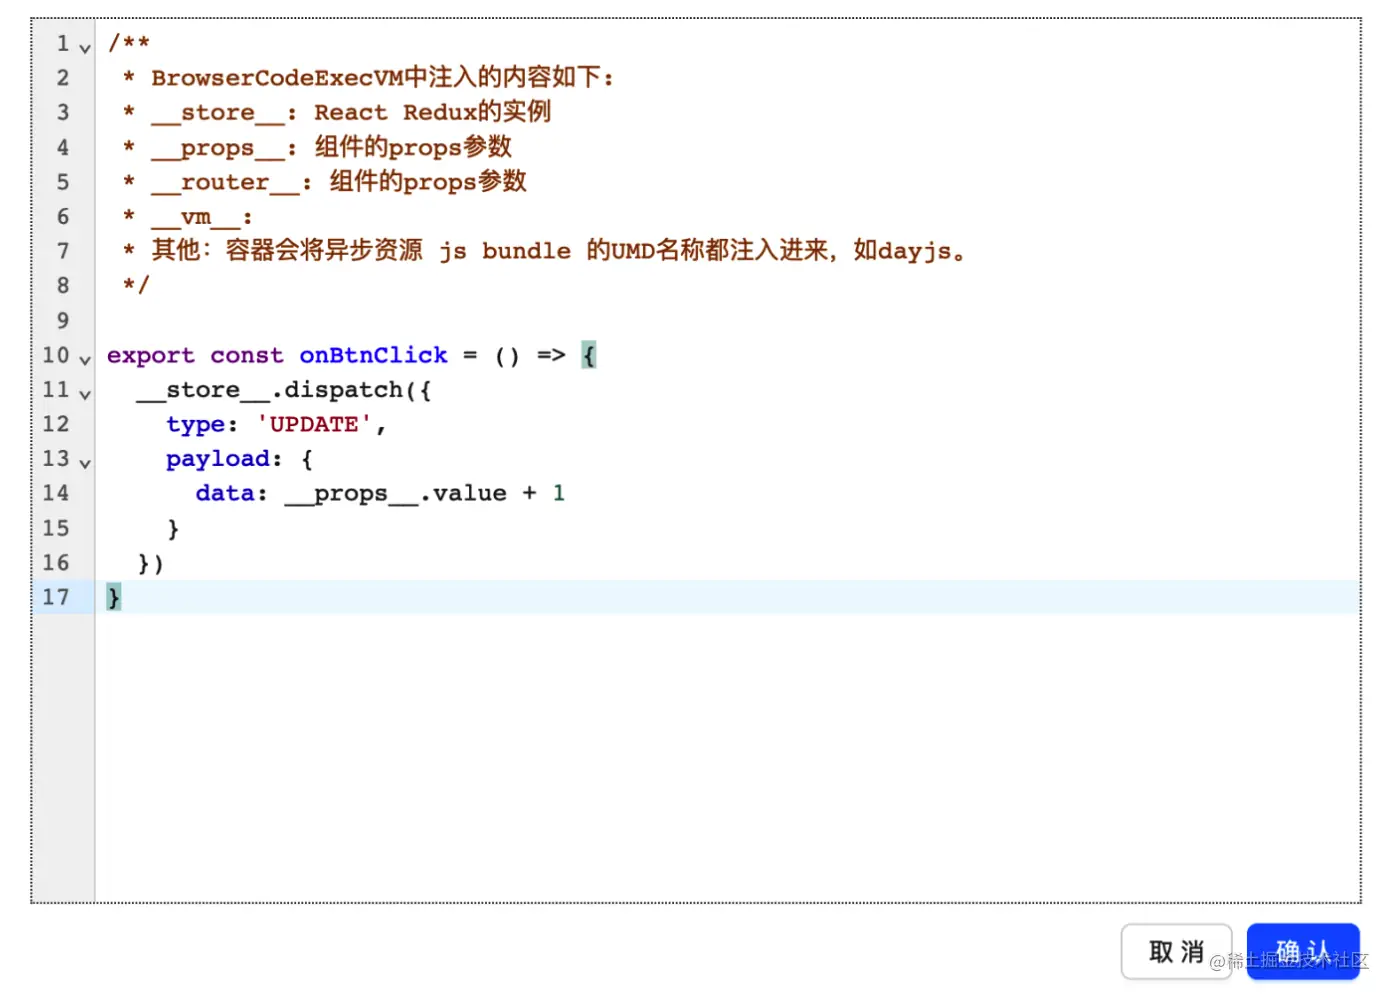 1 /**
2 * BrowserCodeExecVM中注入的内容如下：
3 * __store__: React Redux的实例
4 * __props__: 组件的props参数
5 * __router__: 组件的props参数
6 * __vm__:
7 * 其他: 容器会将异步资源 js bundle 的UMD名称都注入进来，如dayjs。
8 */
9
10 export const onBtnClick = () => {
11 __store__.dispatch({
12 type: 'UPDATE',
13 payload: {
14 data: __props__.value + 1
15 }
16 })
17 }
取消 确认
@稀土掘金技术社区